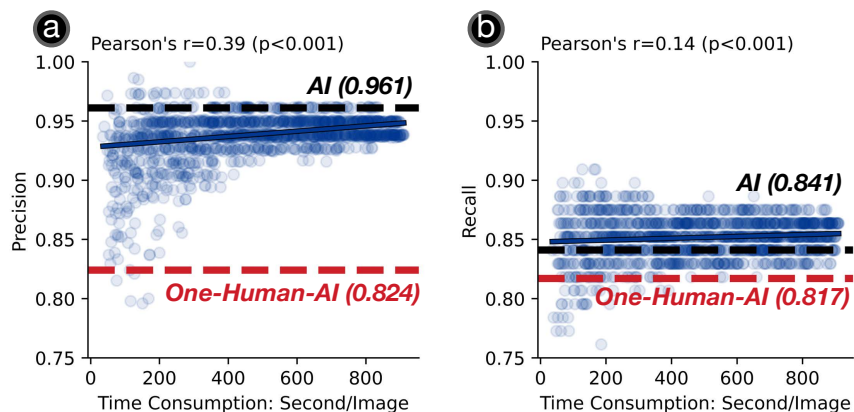 a
Pearson's r=0.39 (p<0.001)
1.00
0.95
0.90
0.85
0.80
0.75
Precision
AI (0.961)
One-Human-AI (0.824)
0 200 400 600 800
Time Consumption: Second/Image
b
Pearson's r=0.14 (p<0.001)
1.00
0.95
0.90
0.85
0.80
0.75
Recall
AI (0.841)
One-Human-AI (0.817)
0 200 400 600 800
Time Consumption: Second/Image